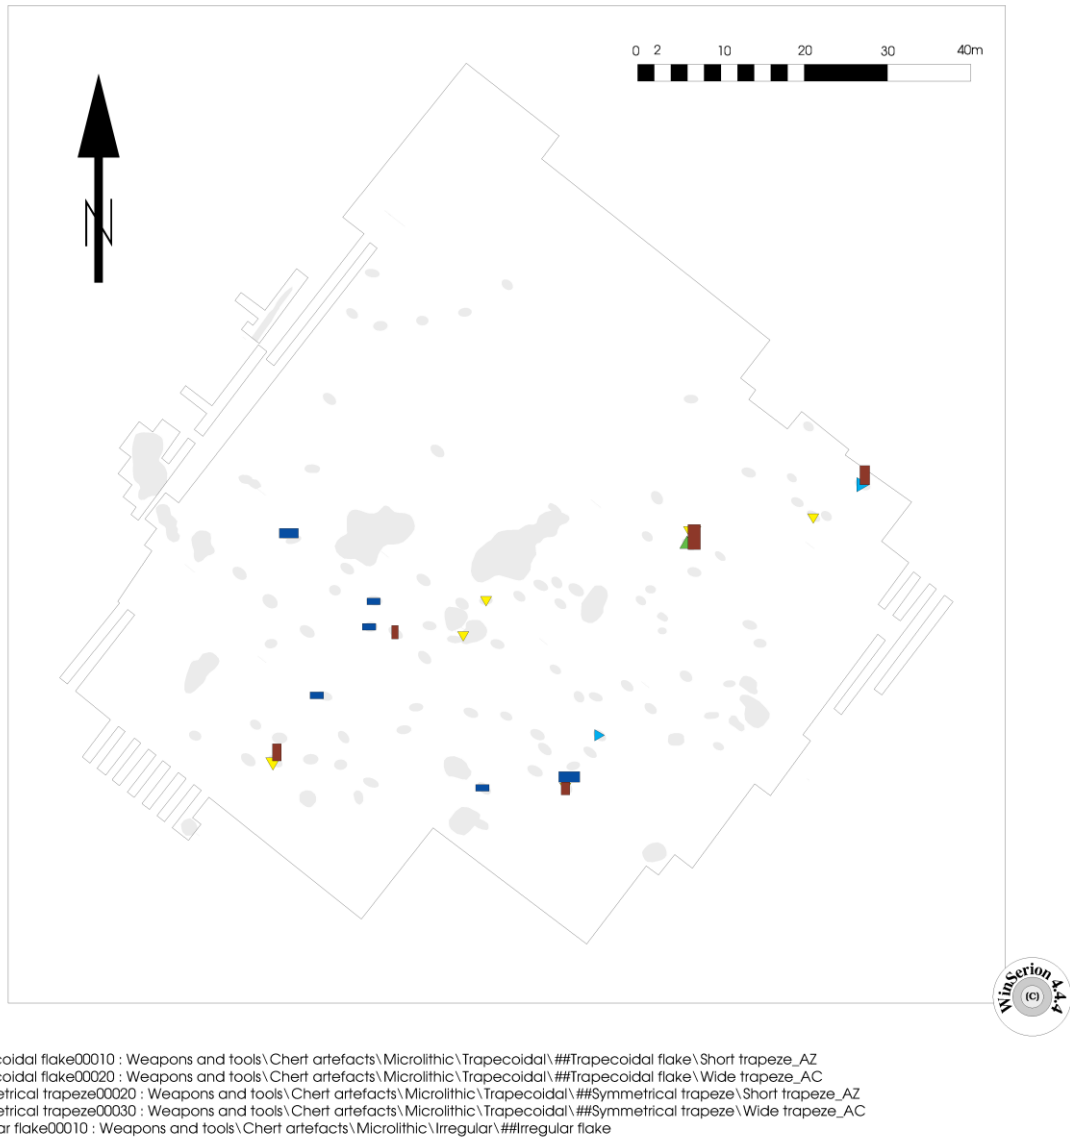 0 2 10 20 30 40m
N
WinSerion 4.4.4
(C)
coidal flake00010 : Weapons and tools\Chert artefacts\Microlithic\Trapecoidal\##Trapecoidal flake\Short trapeze_AZ
coidal flake00020 : Weapons and tools\Chert artefacts\Microlithic\Trapecoidal\##Trapecoidal flake\Wide trapeze_AC
etrical trapeze00020 : Weapons and tools\Chert artefacts\Microlithic\Trapecoidal\##Symmetrical trapeze\Short trapeze_AZ
etrical trapeze00030 : Weapons and tools\Chert artefacts\Microlithic\Trapecoidal\##Symmetrical trapeze\Wide trapeze_AC
ar flake00010 : Weapons and tools\Chert artefacts\Microlithic\Irregular\##Irregular flake